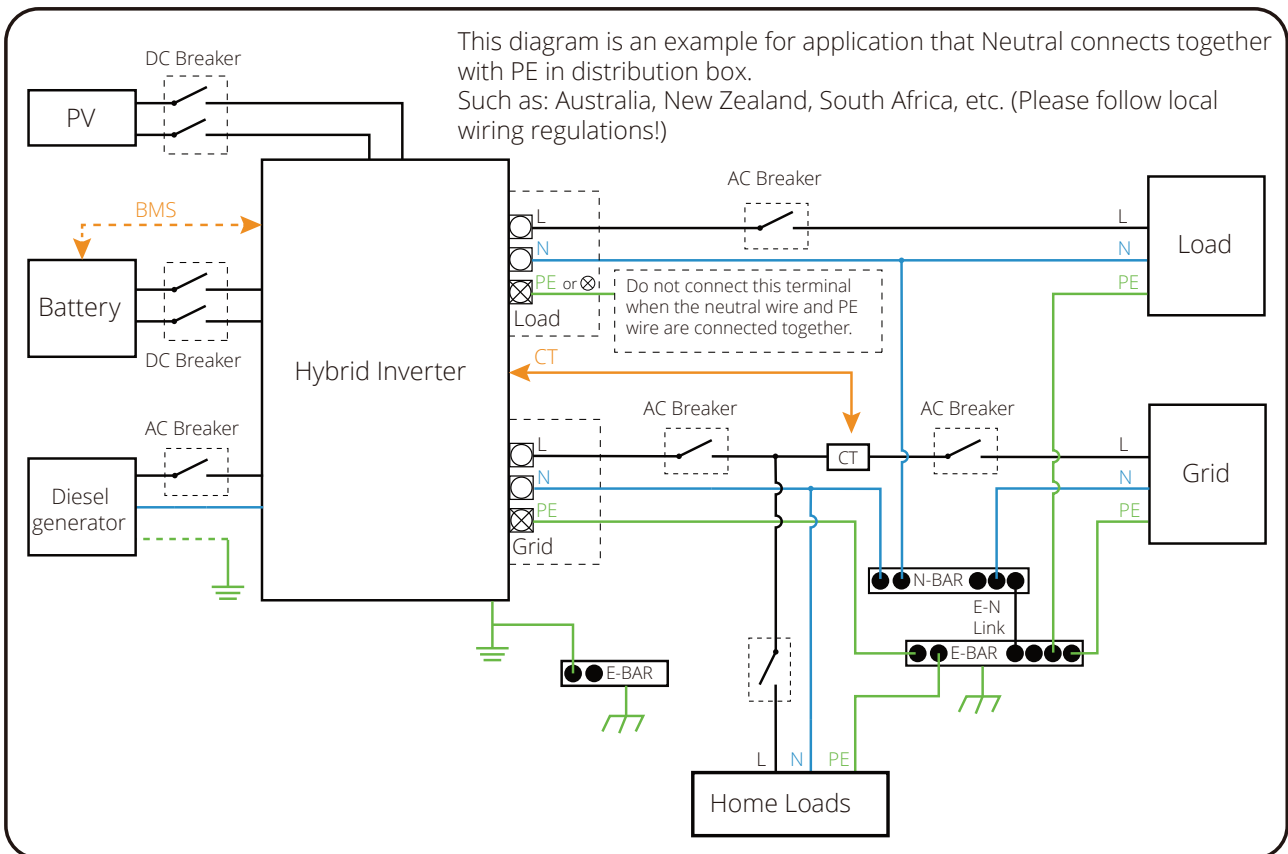 This diagram is an example for application that Neutral connects together
with PE in distribution box.
Such as: Australia, New Zealand, South Africa, etc. (Please follow local
wiring regulations!)
DC Breaker
PV
BMS
Battery
DC Breaker
AC Breaker
Diesel
generator
Hybrid Inverter
L
N
PE or ⊗
Load
Do not connect this terminal
when the neutral wire and PE
wire are connected together.
AC Breaker
L
N
PE
Load
CT
AC Breaker
AC Breaker
L
N
PE
Grid
CT
L
N
PE
Grid
N-BAR
E-N
Link
E-BAR
E-BAR
L
N
PE
Home Loads